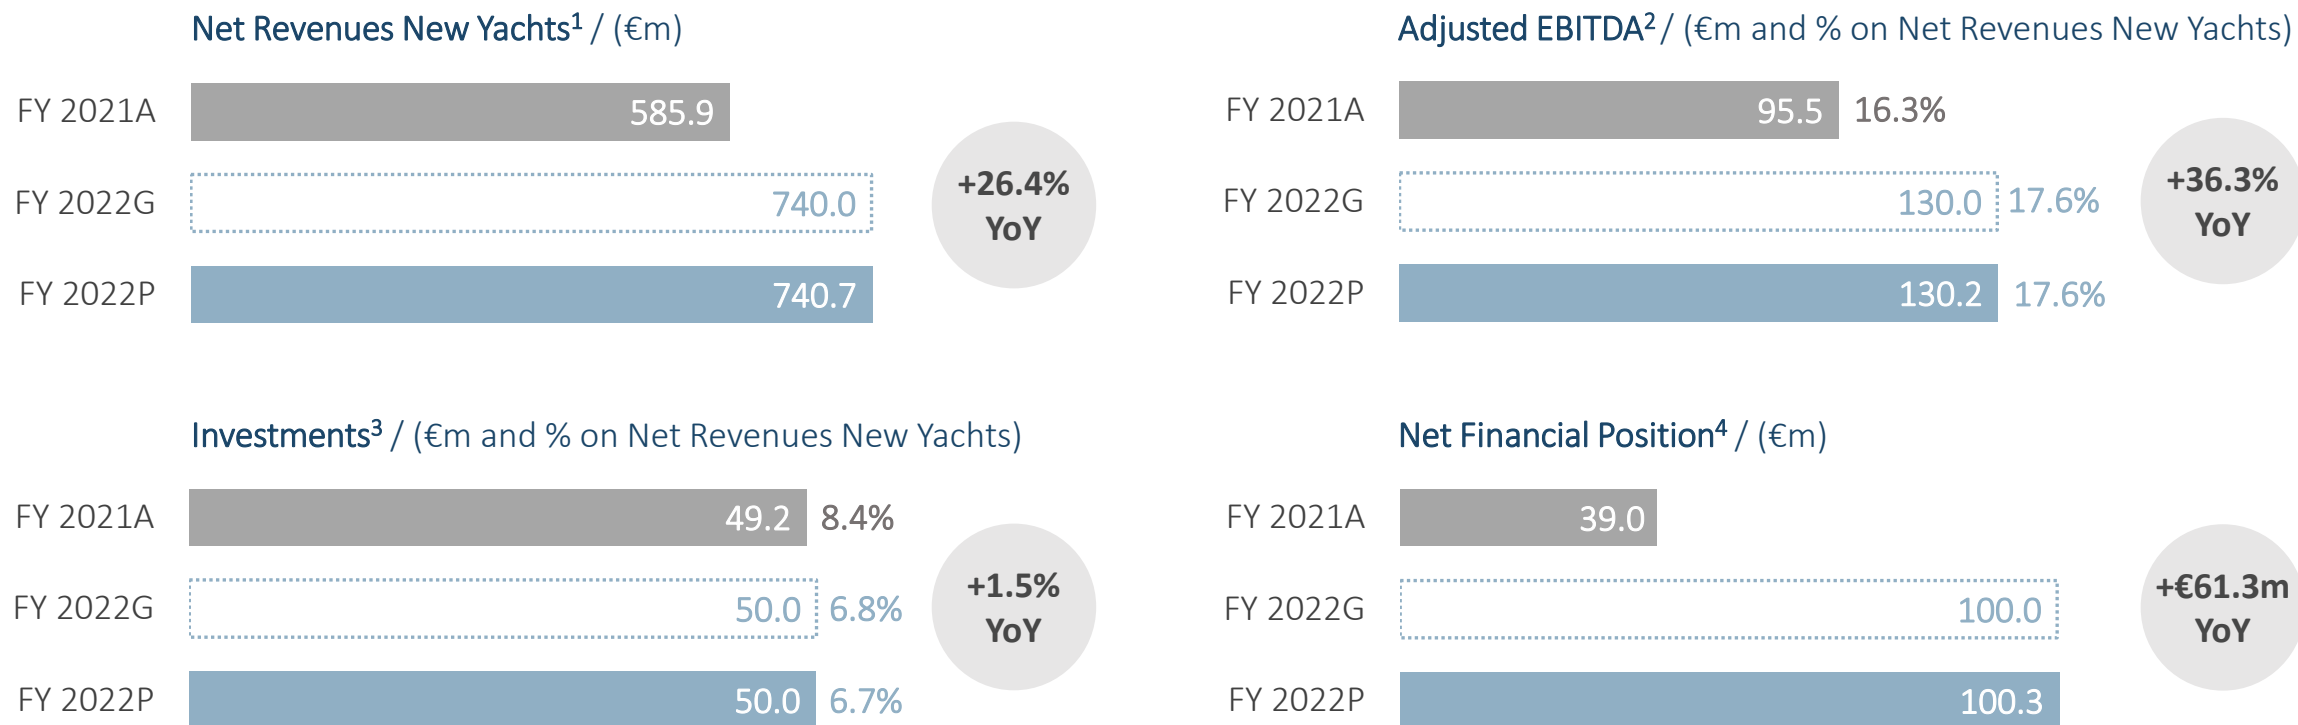 Net Revenues New Yachts¹ / (€m)
FY 2021A 585.9
FY 2022G 740.0
FY 2022P 740.7
+26.4%
YoY
Adjusted EBITDA² / (€m and % on Net Revenues New Yachts)
FY 2021A 95.5 16.3%
FY 2022G 130.0 17.6%
FY 2022P 130.2 17.6%
+36.3%
YoY
Investments³ / (€m and % on Net Revenues New Yachts)
FY 2021A 49.2 8.4%
FY 2022G 50.0 6.8%
FY 2022P 50.0 6.7%
+1.5%
YoY
Net Financial Position⁴ / (€m)
FY 2021A 39.0
FY 2022G 100.0
FY 2022P 100.3
+€61.3m
YoY